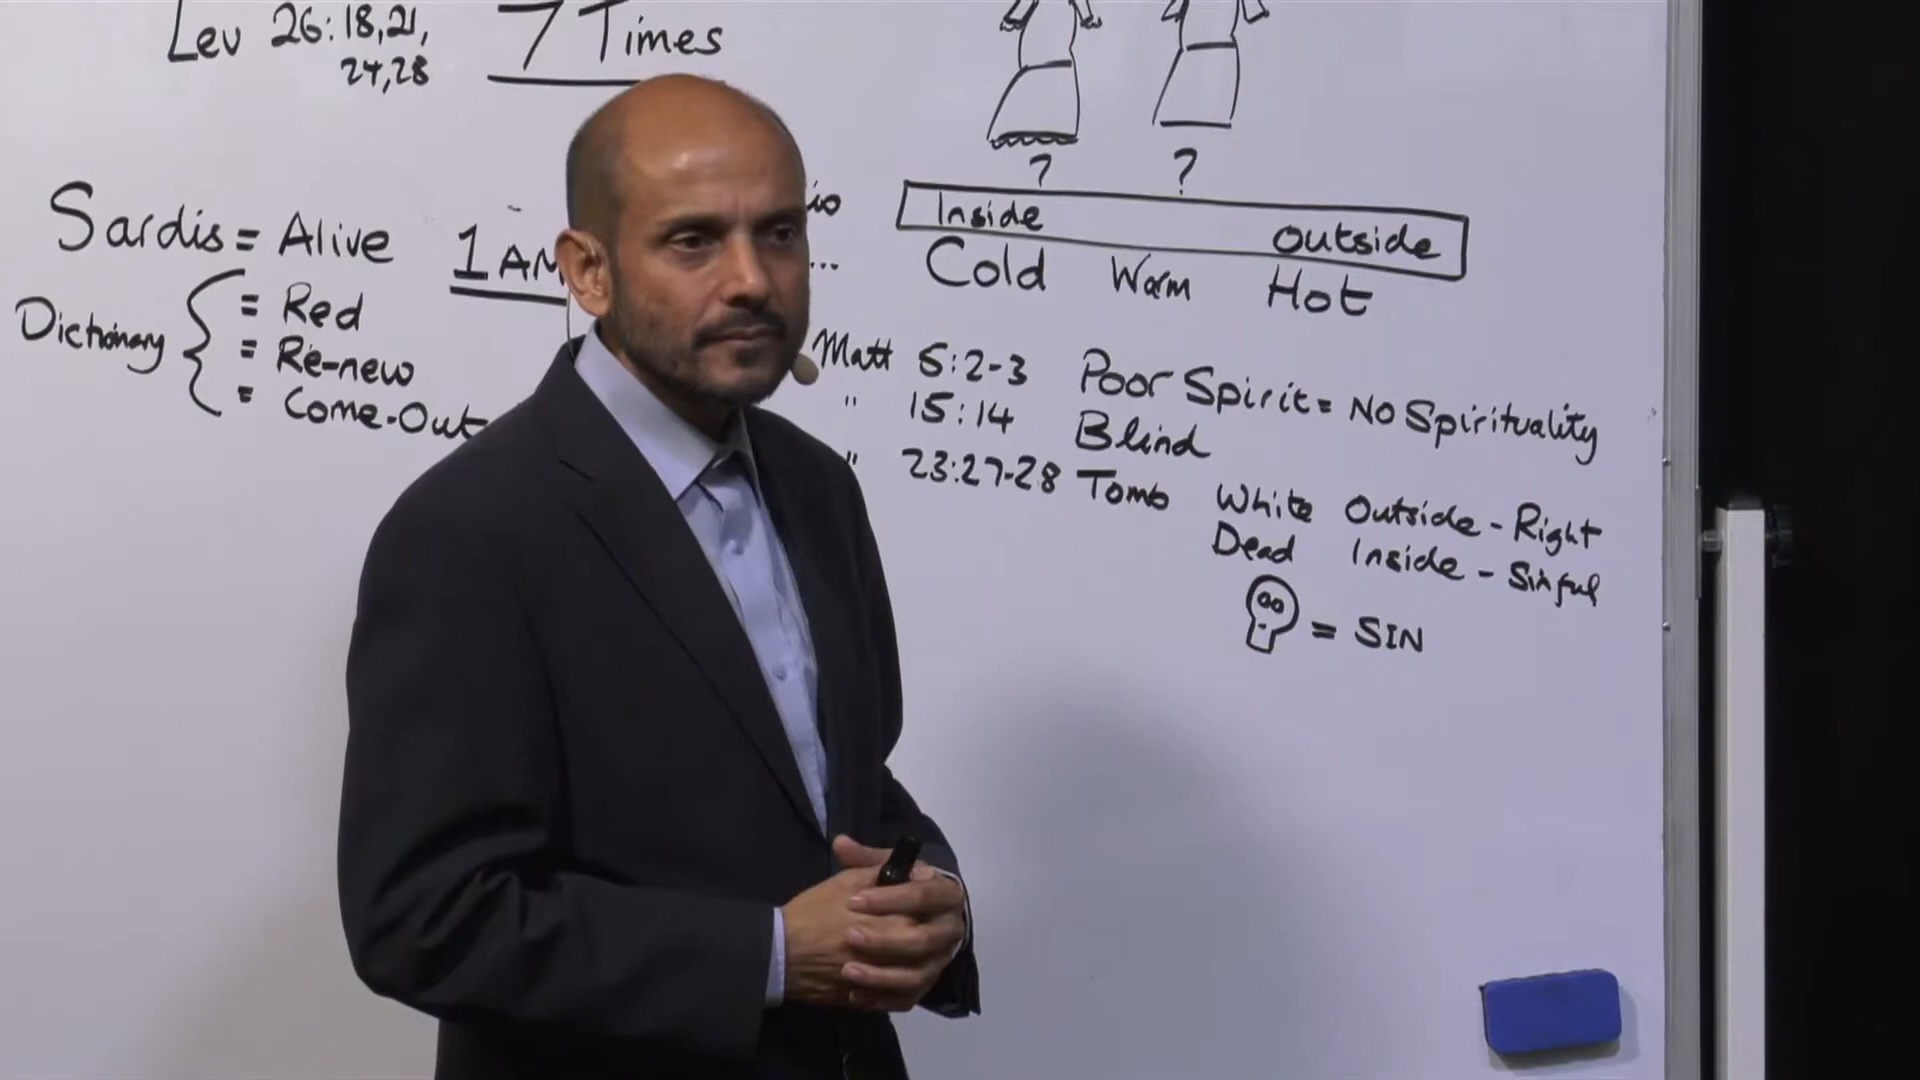 Lev 26:18,21,
24,28
7 Times
Sardis = Alive
Dictionary
= Red
= Re-new
= Come-Out
1 AM
? ?
Inside Outside
Cold Warm Hot
Matt 5:2-3 Poor Spirit = No Spirituality
" 15:14 Blind
" 23:27-28 Tomb White Outside - Right
Dead Inside - Sinful
= SIN